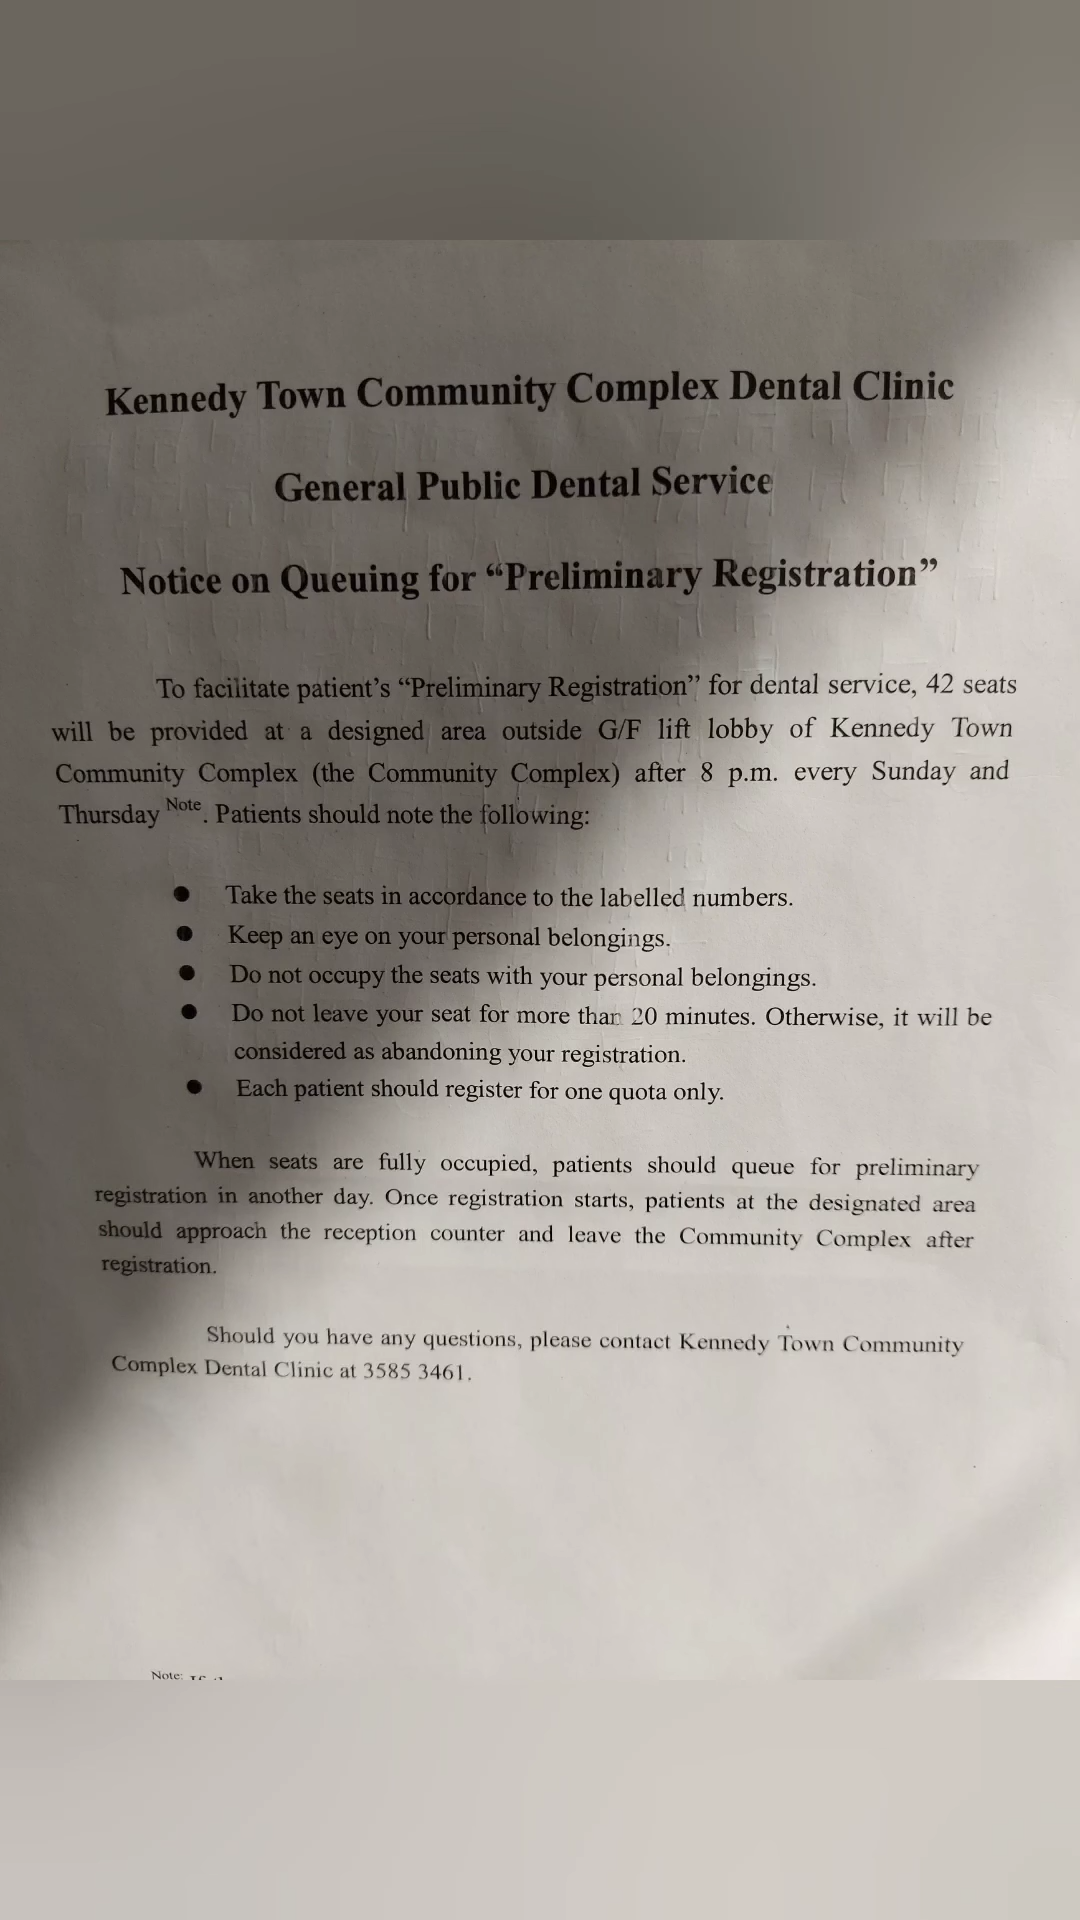 Kennedy Town Community Complex Dental Clinic
General Public Dental Service
Notice on Queuing for “Preliminary Registration”
To facilitate patient’s “Preliminary Registration” for dental service, 42 seats
will be provided at a designed area outside G/F lift lobby of Kennedy Town
Community Complex (the Community Complex) after 8 p.m. every Sunday and
Thursday Note. Patients should note the following:
● Take the seats in accordance to the labelled numbers.
● Keep an eye on your personal belongings.
● Do not occupy the seats with your personal belongings.
● Do not leave your seat for more than 20 minutes. Otherwise, it will be
considered as abandoning your registration.
● Each patient should register for one quota only.
When seats are fully occupied, patients should queue for preliminary
registration in another day. Once registration starts, patients at the designated area
should approach the reception counter and leave the Community Complex after
registration.
Should you have any questions, please contact Kennedy Town Community
Complex Dental Clinic at 3585 3461.
Note: